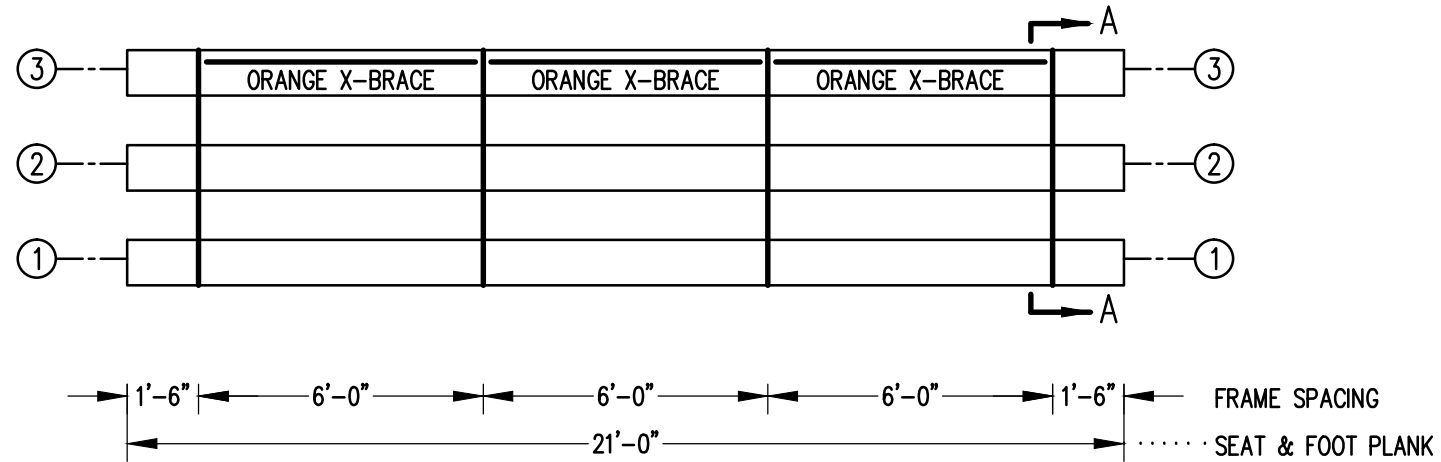 A
3 ORANGE X-BRACE ORANGE X-BRACE ORANGE X-BRACE 3
2 2
1 1
A
1'-6" 6'-0" 6'-0" 6'-0" 1'-6" FRAME SPACING
21'-0" SEAT & FOOT PLANK